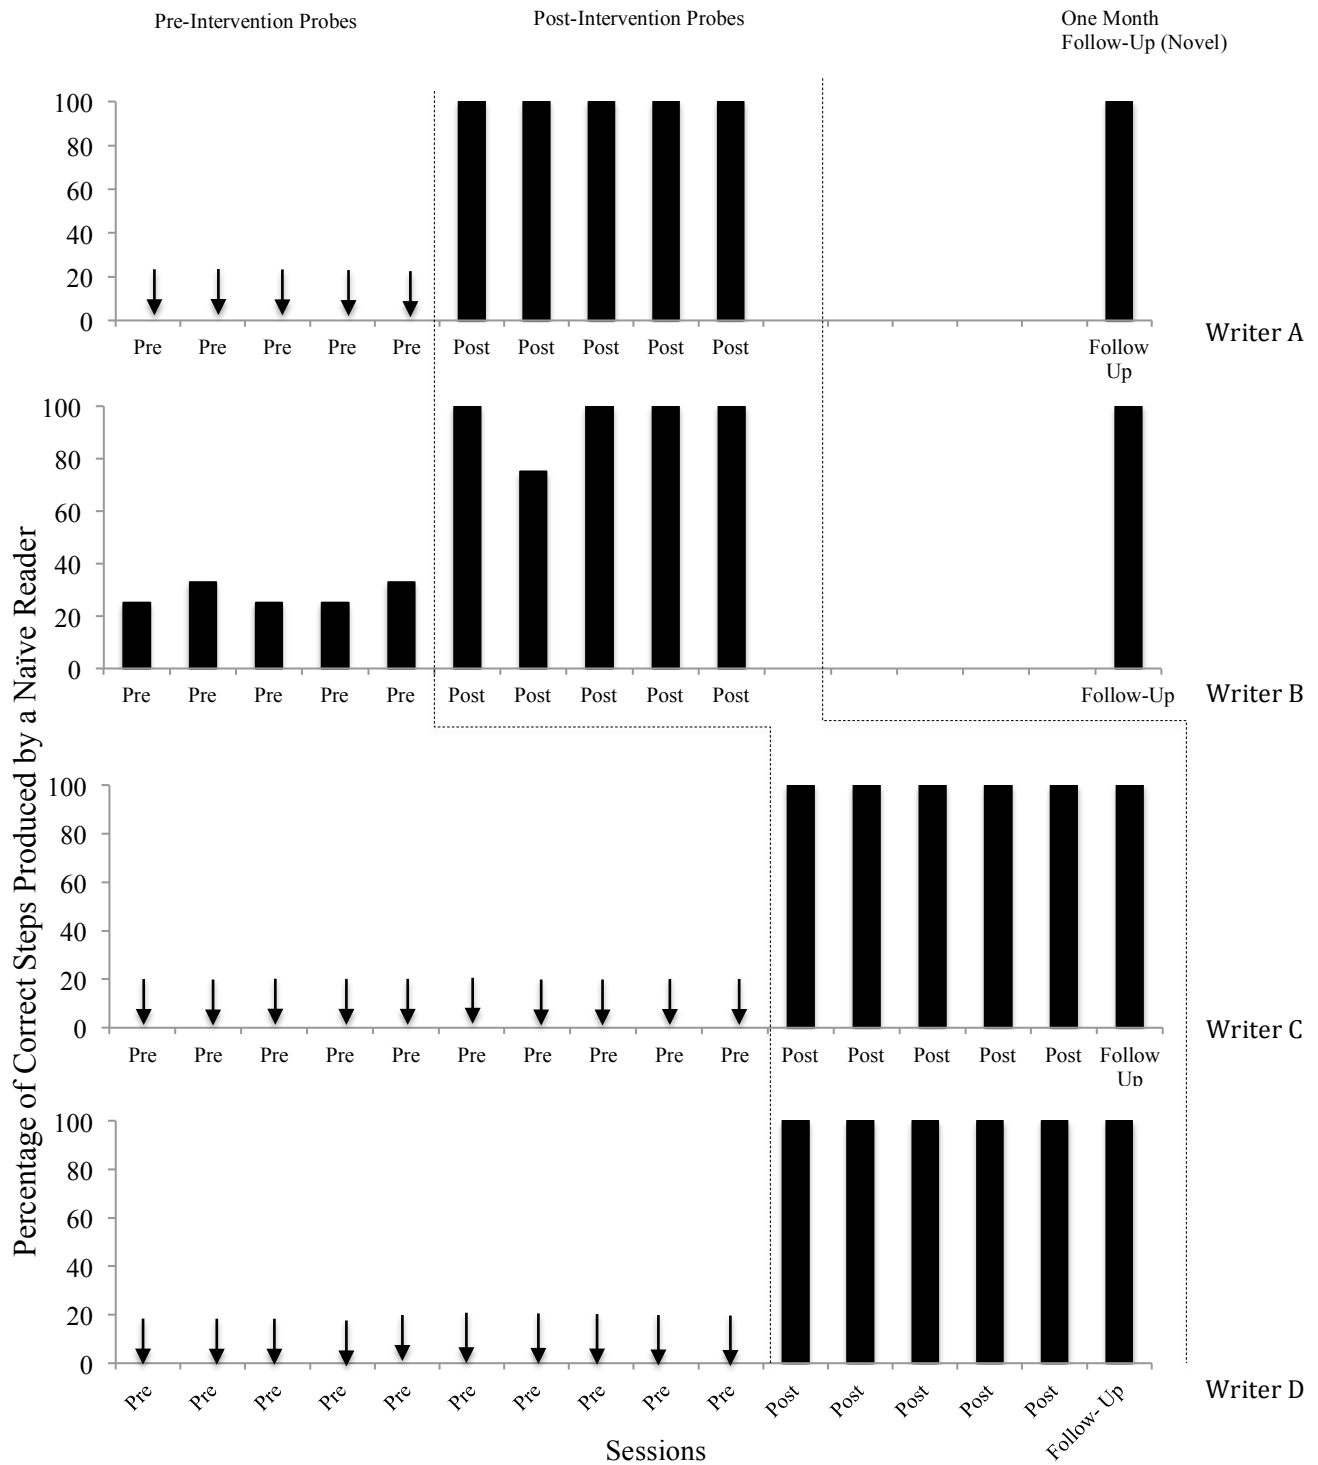 Pre-Intervention Probes
Post-Intervention Probes
One Month
Follow-Up (Novel)
Percentage of Correct Steps Produced by a Naïve Reader
100
80
60
40
20
0
Pre Pre Pre Pre Pre Post Post Post Post Post Follow
Up
Writer A
100
80
60
40
20
0
Pre Pre Pre Pre Pre Post Post Post Post Post Follow-Up
Writer B
100
80
60
40
20
0
Pre Pre Pre Pre Pre Pre Pre Pre Pre Pre Post Post Post Post Post Follow
Up
Writer C
100
80
60
40
20
0
Pre Pre Pre Pre Pre Pre Pre Pre Pre Pre Post Post Post Post Post Follow- Up
Writer D
Sessions